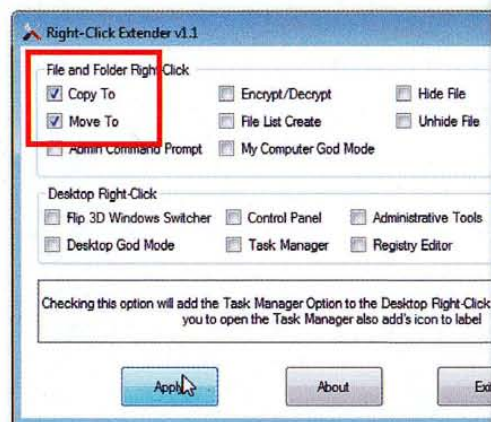 Right-Click Extender v1.1
File and Folder Right-Click
Copy To
Encrypt/Decrypt
Hide File
Move To
File List Create
Unhide File
Admin Command Prompt
My Computer God Mode
Desktop Right-Click
Flip 3D Windows Switcher
Control Panel
Administrative Tools
Desktop God Mode
Task Manager
Registry Editor
Checking this option will add the Task Manager Option to the Desktop Right-Click
you to open the Task Manager also add's icon to label
Apply
About